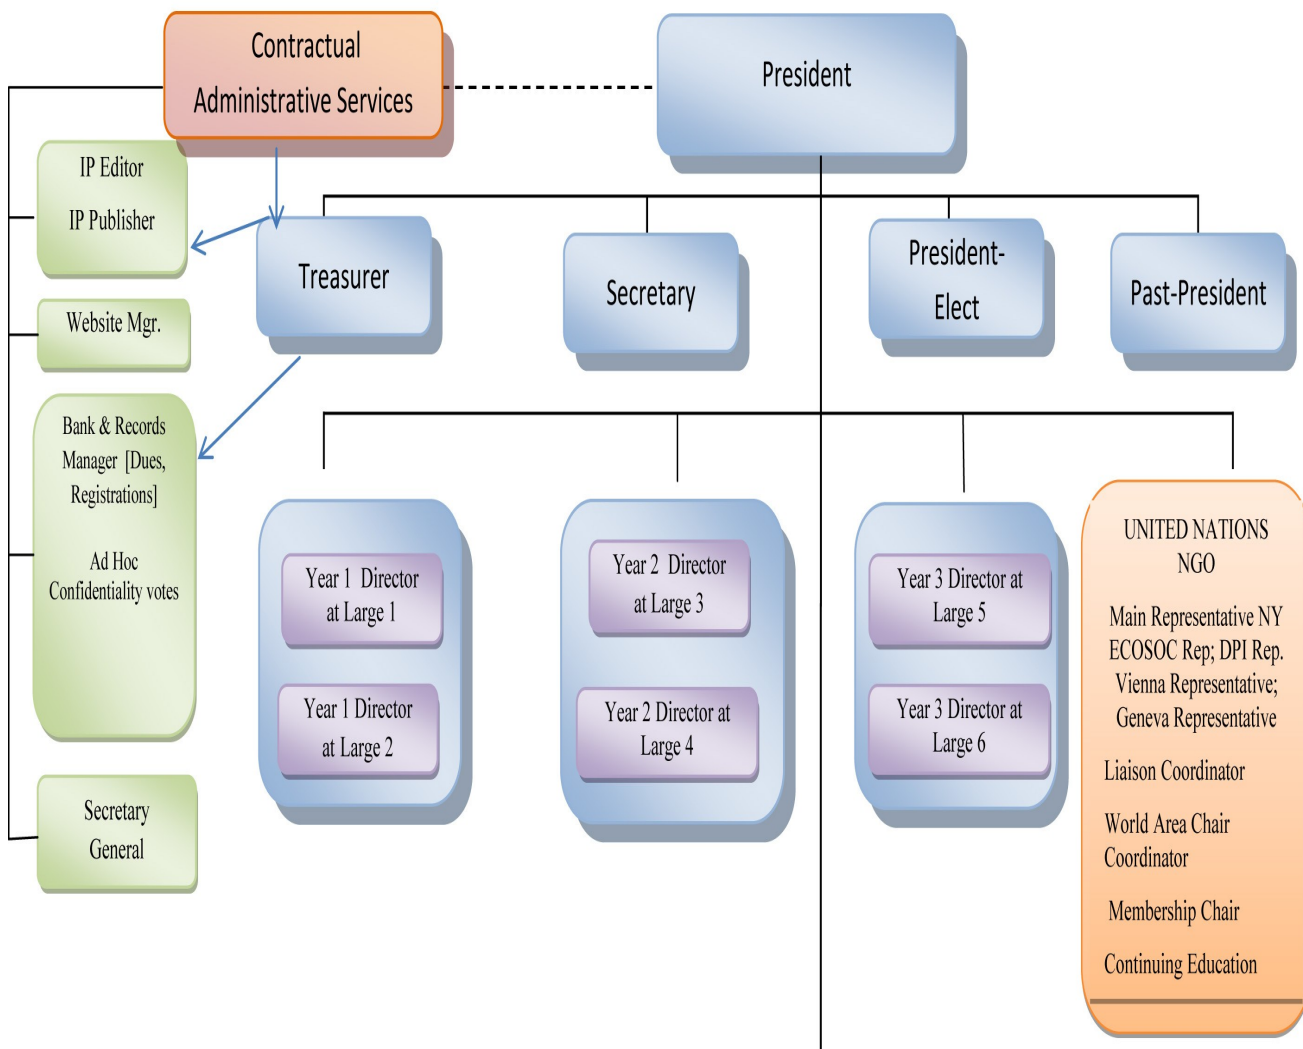 Contractual
Administrative Services
President
IP Editor
IP Publisher
Treasurer
Secretary
President-
Elect
Past-President
Website Mgr.
Bank & Records
Manager [Dues,
Registrations]
Ad Hoc
Confidentiality votes
Secretary
General
Year 1 Director
at Large 1
Year 1 Director
at Large 2
Year 2 Director
at Large 3
Year 2 Director at
Large 4
Year 3 Director at
Large 5
Year 3 Director at
Large 6
UNITED NATIONS
NGO
Main Representative NY
ECOSOC Rep; DPI Rep.
Vienna Representative;
Geneva Representative
Liaison Coordinator
World Area Chair
Coordinator
Membership Chair
Continuing Education